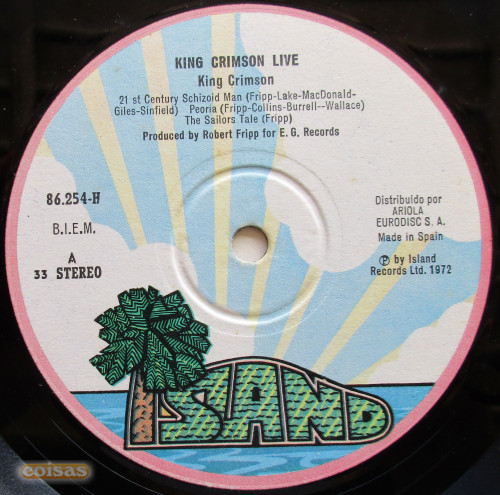 KING CRIMSON LIVE
King Crimson
21 st Century Schizoid Man (Fripp-Lake-MacDonald-
Giles-Sinfield) Peoria (Fripp-Collins-Burrell--Wallace)
The Sailors Tale (Fripp)
Produced by Robert Fripp for E. G. Records
86.254-H
B.I.E.M.
A
33 STEREO
Distribuido por
ARIOLA
EURODISC S. A.
Made in Spain
℗ by Island
Records Ltd. 1972
ISLAND
coisas